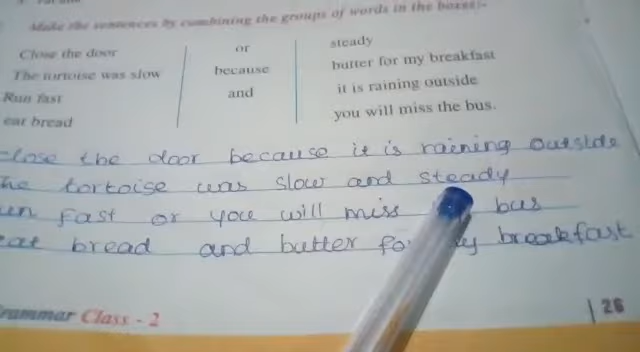 Make the sentences by combining the groups of words in the boxes:-
Close the door or steady
The tortoise was slow because butter for my breakfast
Run fast and it is raining outside
eat bread you will miss the bus.
close the door because it is raining outside
he tortoise was slow and steady
un fast or you will miss bus
eat bread and butter fo y breakfast
Grammar Class - 2 | 26